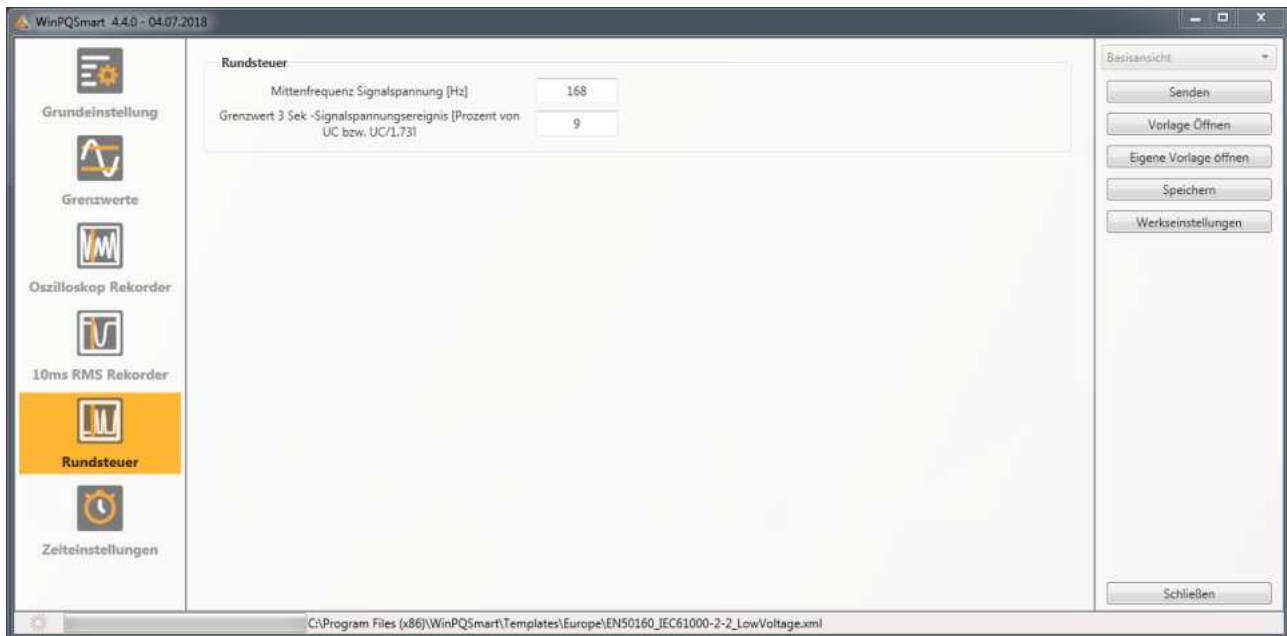 WinPQSmart 4.4.0 - 04.07.2018
Grundeinstellung
Grenzwerte
Oszilloskop Rekorder
10ms RMS Rekorder
Rundsteuer
Zeiteinstellungen
Rundsteuer
Mittenfrequenz Signalspannung [Hz]
168
Grenzwert 3 Sek -Signalspannungsereignis [Prozent von
UC bzw. UC/1.73]
9
Basisansicht
Senden
Vorlage Öffnen
Eigene Vorlage öffnen
Speichern
Werkseinstellungen
Schließen
C:\Program Files (x86)\WinPQSmart\Templates\Europe\EN50160_IEC61000-2-2_LowVoltage.xml